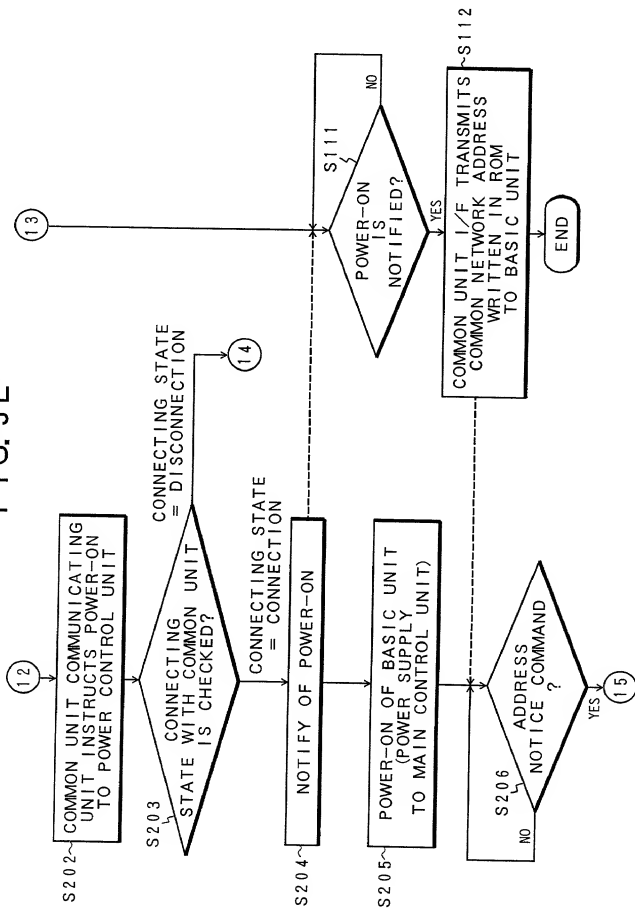 12
S202
COMMON UNIT COMMUNICATING
UNIT INSTRUCTS POWER-ON
TO POWER CONTROL UNIT
S203
CONNECTING
STATE WITH COMMON UNIT
IS CHECKED?
CONNECTING STATE
= DISCONNECTION
14
CONNECTING STATE
= CONNECTION
S204
NOTIFY OF POWER-ON
S205
POWER-ON OF BASIC UNIT
(POWER SUPPLY
TO MAIN CONTROL UNIT)
S206
ADDRESS
NOTICE COMMAND
?
NO
YES
15
13
S111
POWER-ON
IS
NOTIFIED?
NO
YES
S112
COMMON UNIT I/F TRANSMITS
COMMON NETWORK ADDRESS
WRITTEN IN ROM
TO BASIC UNIT
END